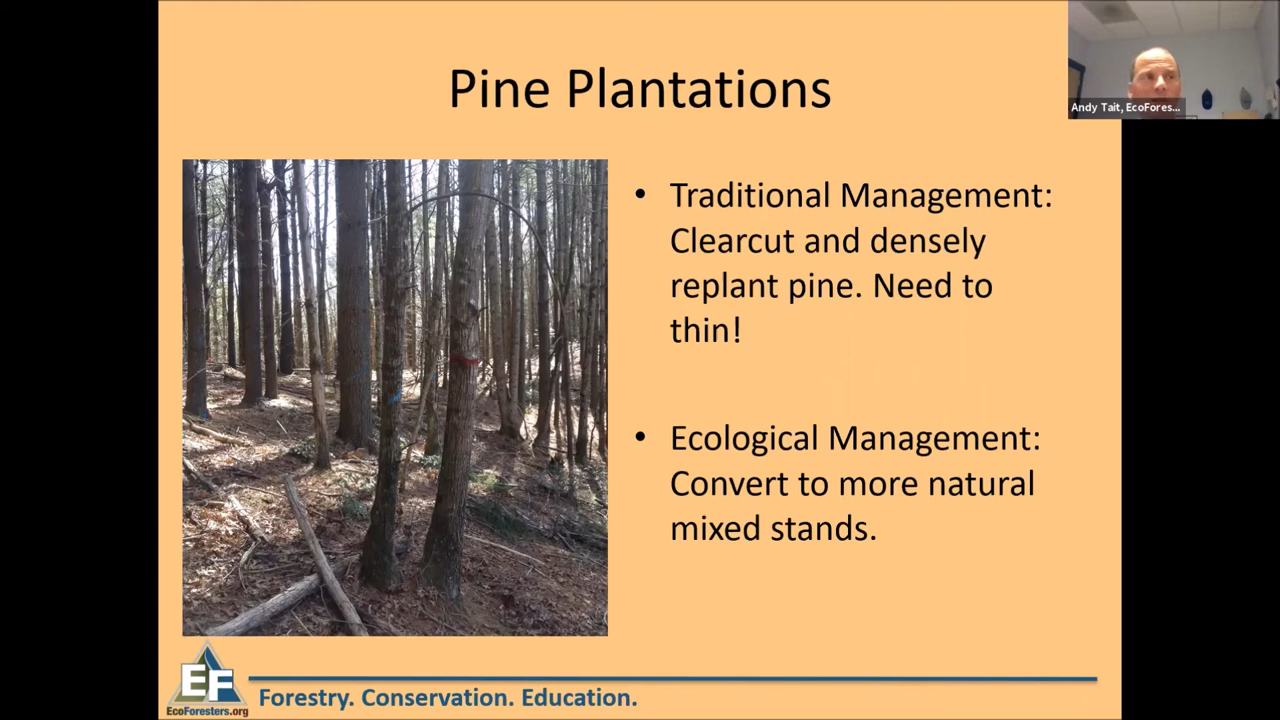 Pine Plantations
Andy Tait, EcoFores...
• Traditional Management:
Clearcut and densely
replant pine. Need to
thin!
• Ecological Management:
Convert to more natural
mixed stands.
EF
EcoForesters.org
Forestry. Conservation. Education.